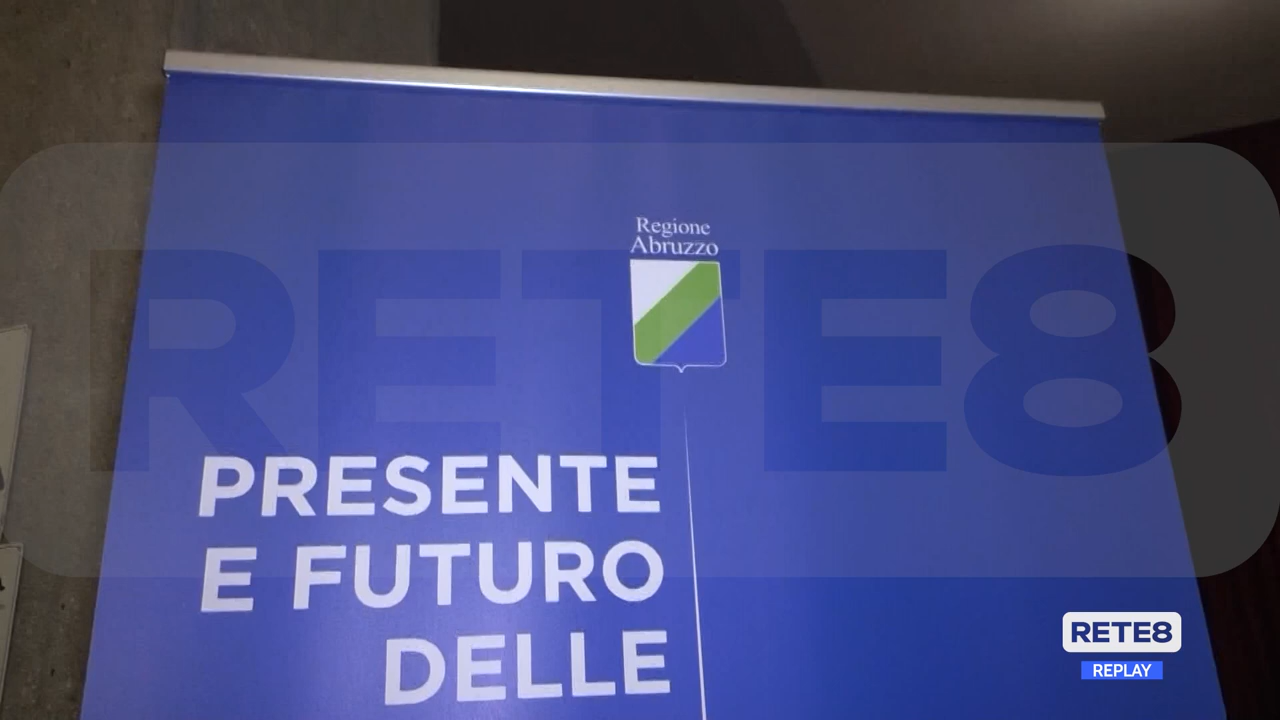 Regione
Abruzzo
RETE8
PRESENTE
E FUTURO
DELLE
RETE8
REPLAY